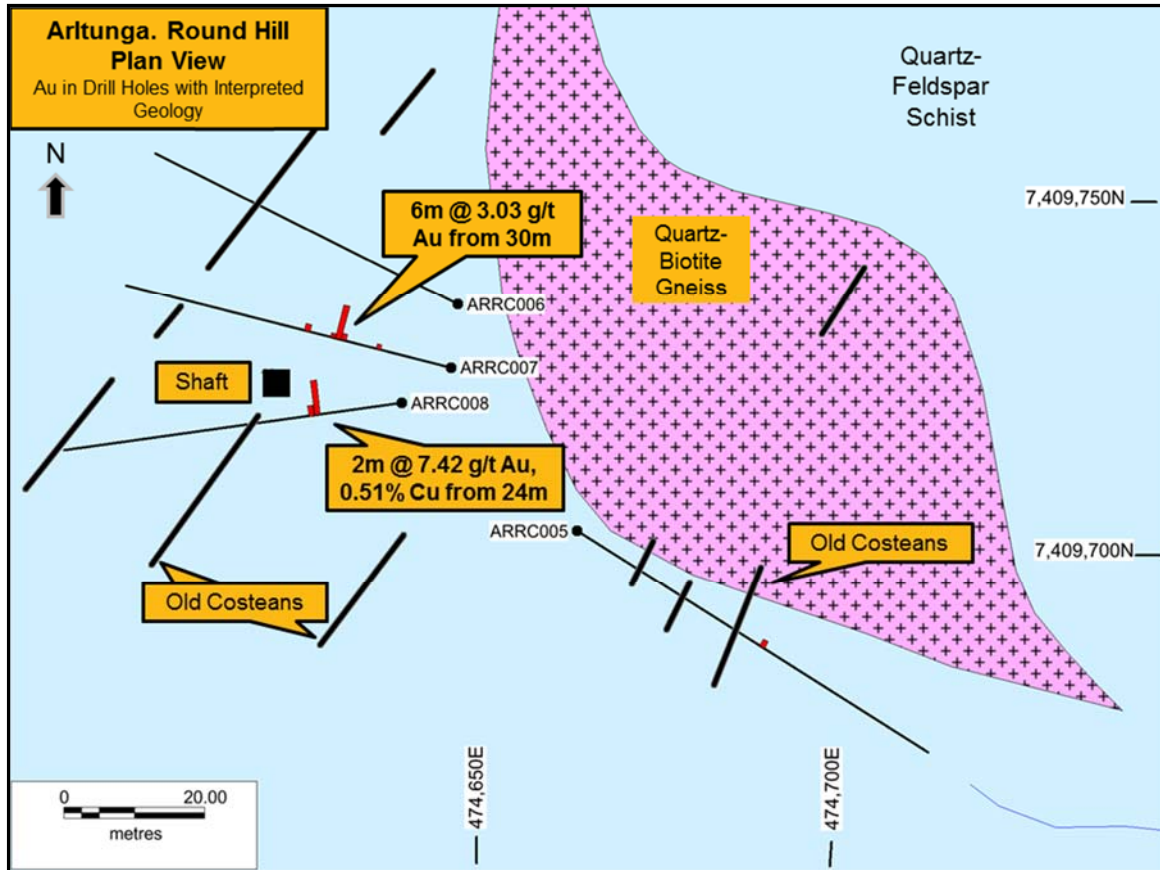 Arltunga. Round Hill
Plan View
Au in Drill Holes with Interpreted
Geology
N
Quartz-
Feldspar
Schist
7,409,750N
6m @ 3.03 g/t
Au from 30m
Quartz-
Biotite
Gneiss
ARRC006
ARRC007
Shaft
ARRC008
2m @ 7.42 g/t Au,
0.51% Cu from 24m
ARRC005
Old Costeans
7,409,700N
Old Costeans
474,650E
474,700E
0 20.00
metres